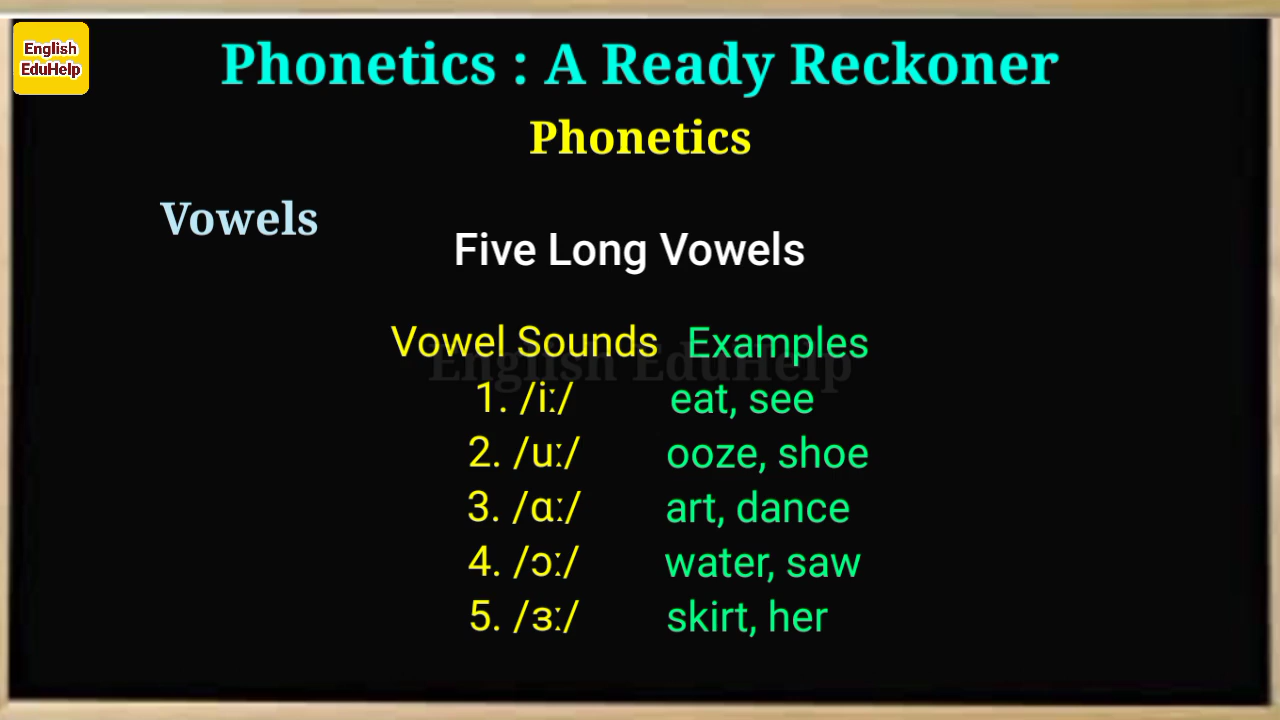 English
EduHelp
Phonetics : A Ready Reckoner
Phonetics
Vowels
Five Long Vowels
Vowel Sounds Examples
English EduHelp
1. /iː/ eat, see
2. /uː/ ooze, shoe
3. /ɑː/ art, dance
4. /ɔː/ water, saw
5. /ɜː/ skirt, her